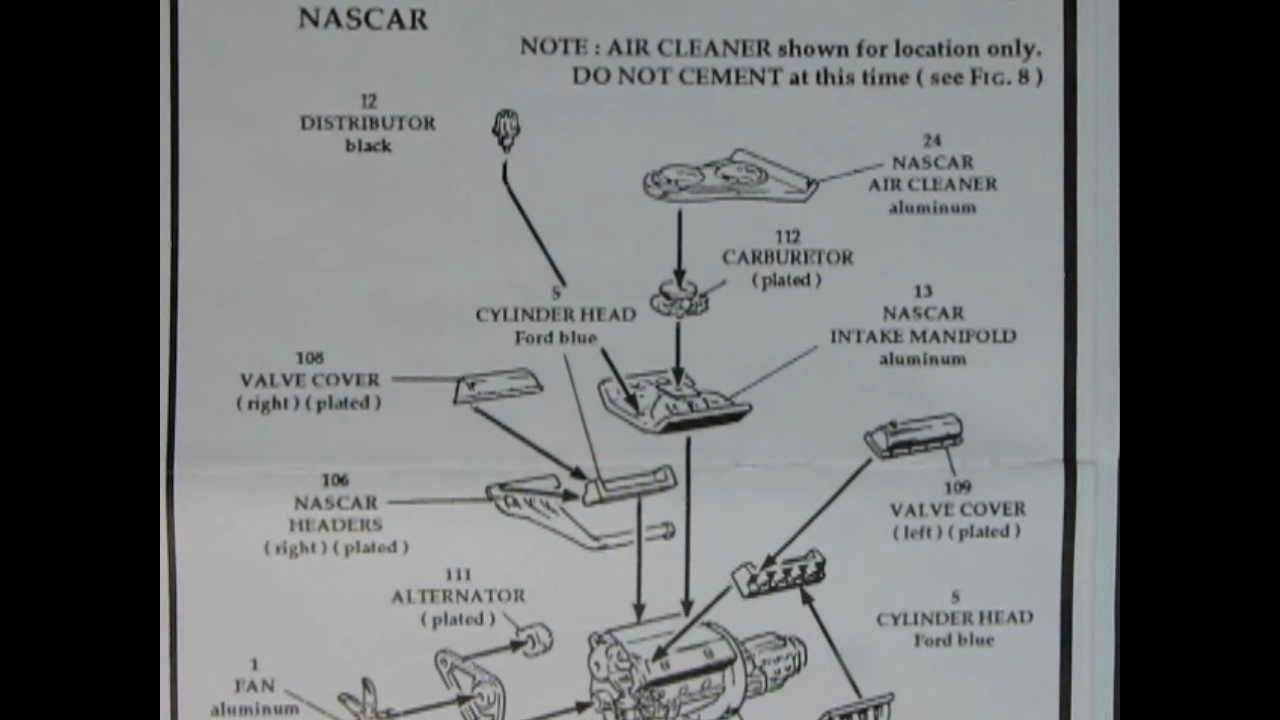 NASCAR
NOTE : AIR CLEANER shown for location only.
DO NOT CEMENT at this time ( see FIG. 8 )
12
DISTRIBUTOR
black
24
NASCAR
AIR CLEANER
aluminum
112
CARBURETOR
( plated )
5
CYLINDER HEAD
Ford blue
13
NASCAR
INTAKE MANIFOLD
aluminum
108
VALVE COVER
( right ) ( plated )
106
NASCAR
HEADERS
( right ) ( plated )
109
VALVE COVER
( left ) ( plated )
111
ALTERNATOR
( plated )
5
CYLINDER HEAD
Ford blue
1
FAN
aluminum